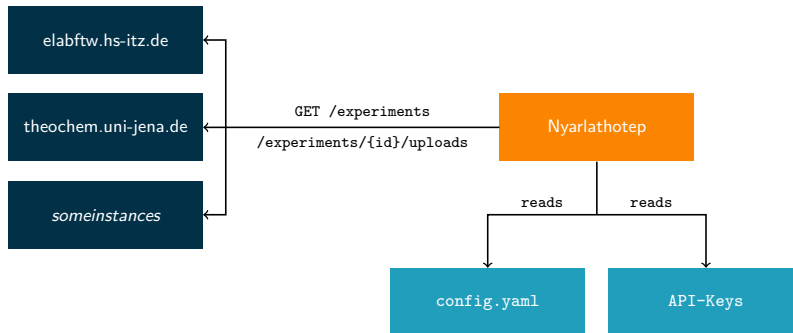 elabftw.hs-itz.de
theochem.uni-jena.de
someinstances
GET /experiments
/experiments/{id}/uploads
Nyarlathotep
reads
reads
config.yaml
API-Keys